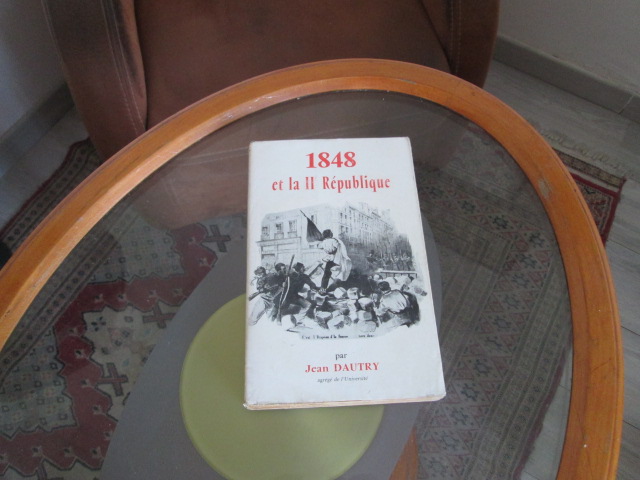 1848
et la II République
par
Jean DAUTRY
agrégé de l'Université